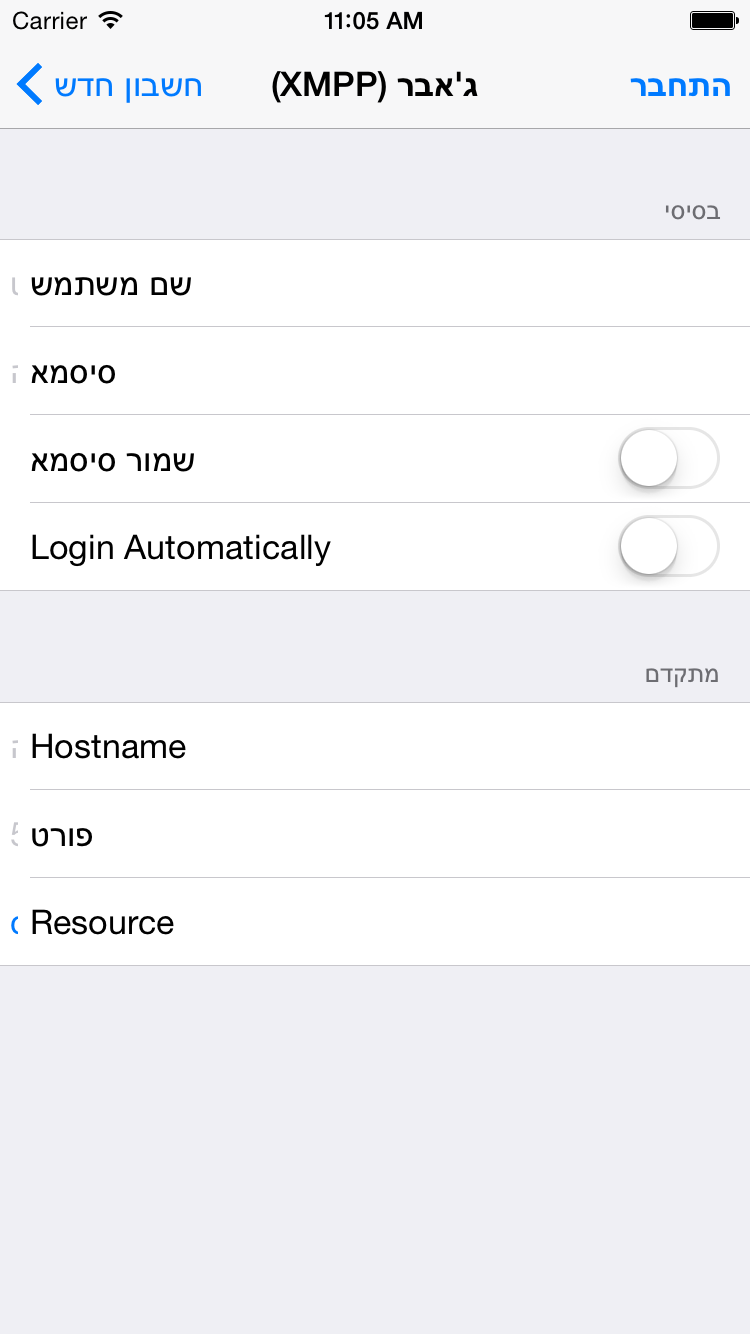 Carrier 11:05 AM
חשבון חדש ג'אבר (XMPP) התחבר
בסיסי
שם משתמש
סיסמא
שמור סיסמא
Login Automatically
מתקדם
Hostname
פורט
Resource